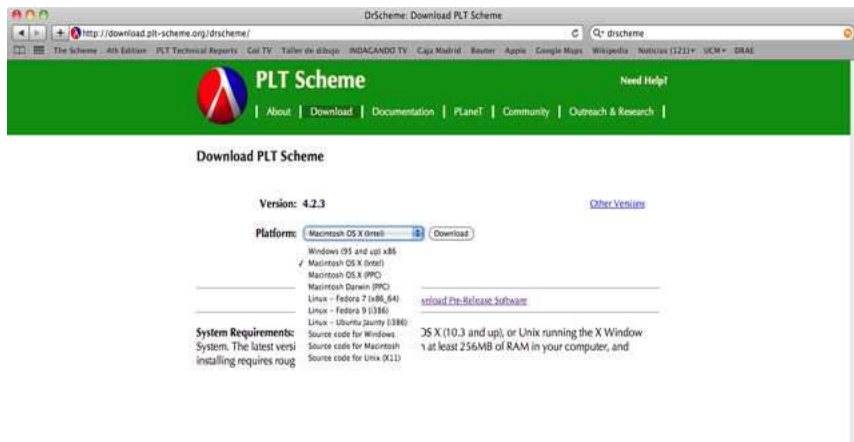 DrScheme: Download PLT Scheme
http://download.plt-scheme.org/drscheme/
drscheme
The Scheme 4th Edition PLT Technical Reports Coi TV Taller de dibujo INDAGANDO TV Caja Madrid Router Apple Google Maps Wikipedia Noticias (121) UCM DRAE
PLT Scheme
Need Help?
About | Download | Documentation | PLaneT | Community | Outreach & Research |
Download PLT Scheme
Version: 4.2.3
Other Versions
Platform: Macintosh OS X (Intel) Download
Windows (95 and up) x86
✓ Macintosh OS X (Intel)
Macintosh OS X (PPC)
Macintosh Darwin (PPC)
Linux - Fedora 7 (x86_64)
wnload Pre-Release Software
Linux - Fedora 9 (i386)
Linux - Ubuntu Jaunty (i386)
System Requirements: Source code for Windows OS X (10.3 and up), or Unix running the X Window
System. The latest versi Source code for Macintosh n at least 256MB of RAM in your computer, and
installing requires roug Source code for Unix (X11)